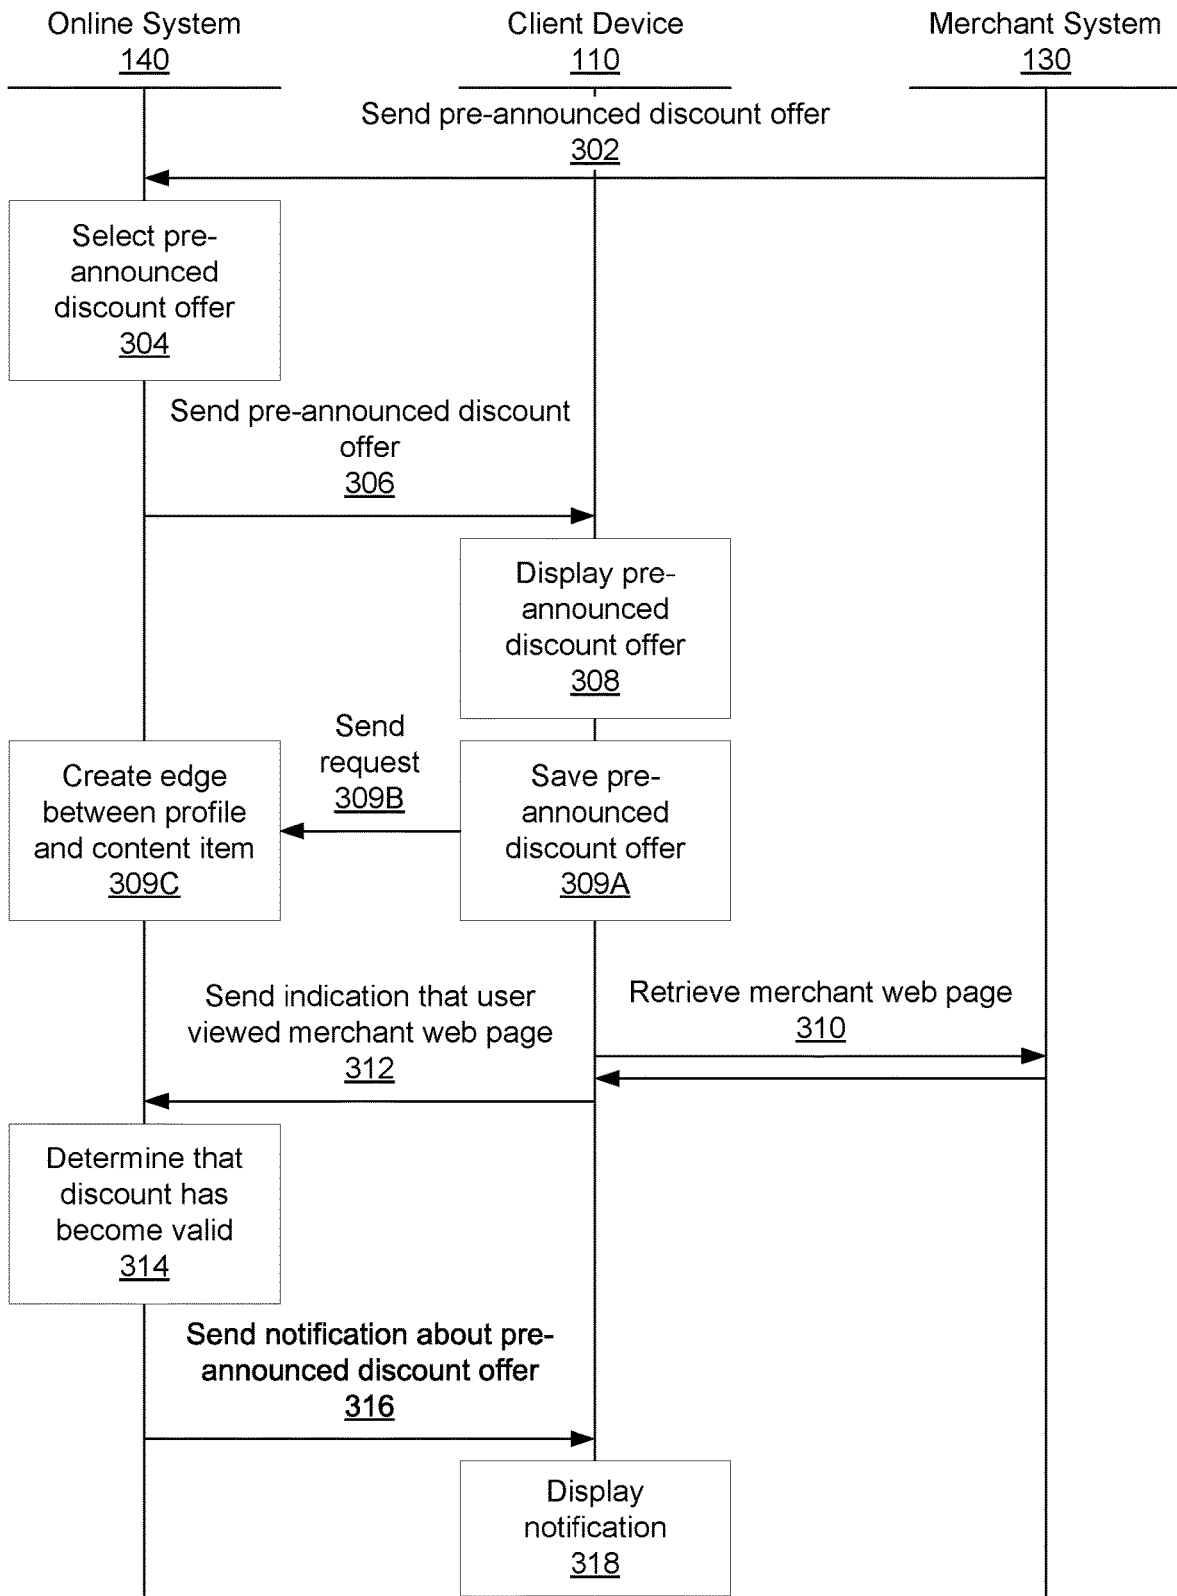 Online System
140
Client Device
110
Merchant System
130
Send pre-announced discount offer
302
Select pre-
announced
discount offer
304
Send pre-announced discount
offer
306
Display pre-
announced
discount offer
308
Send
request
309B
Create edge
between profile
and content item
309C
Save pre-
announced
discount offer
309A
Send indication that user
viewed merchant web page
312
Retrieve merchant web page
310
Determine that
discount has
become valid
314
Send notification about pre-
announced discount offer
316
Display
notification
318